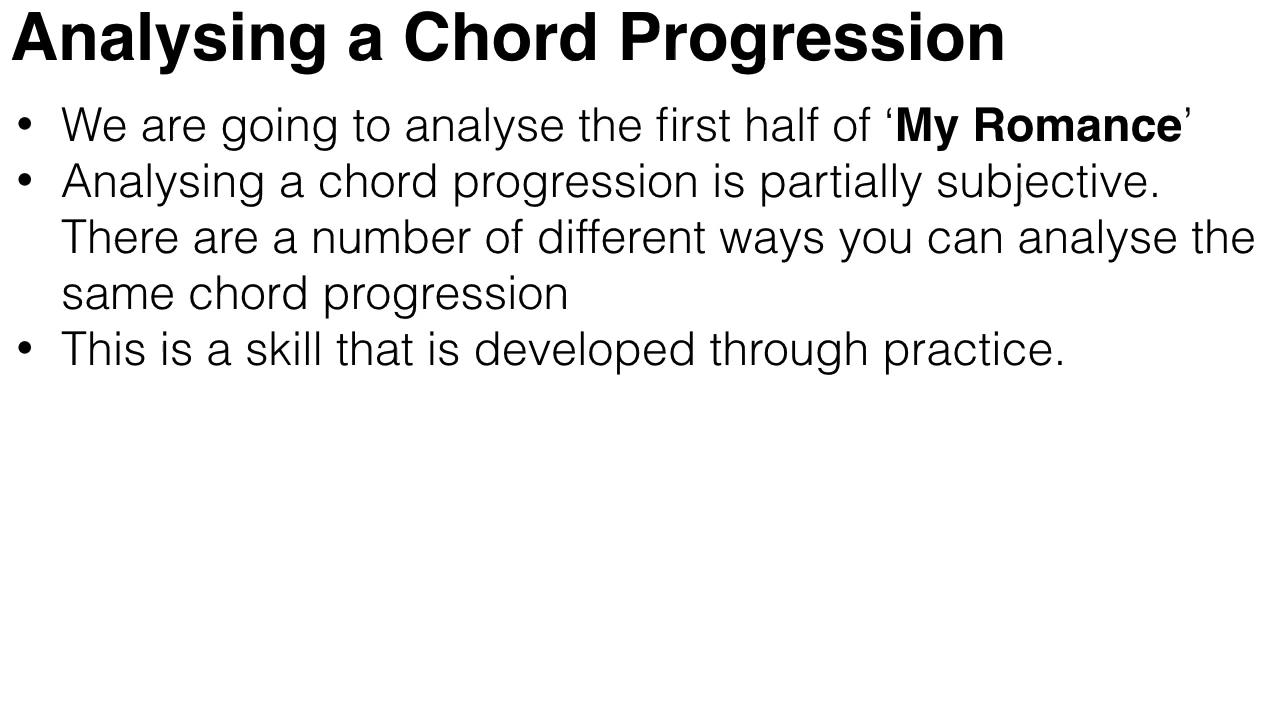 Analysing a Chord Progression
• We are going to analyse the first half of ‘My Romance’
• Analysing a chord progression is partially subjective.
There are a number of different ways you can analyse the
same chord progression
• This is a skill that is developed through practice.